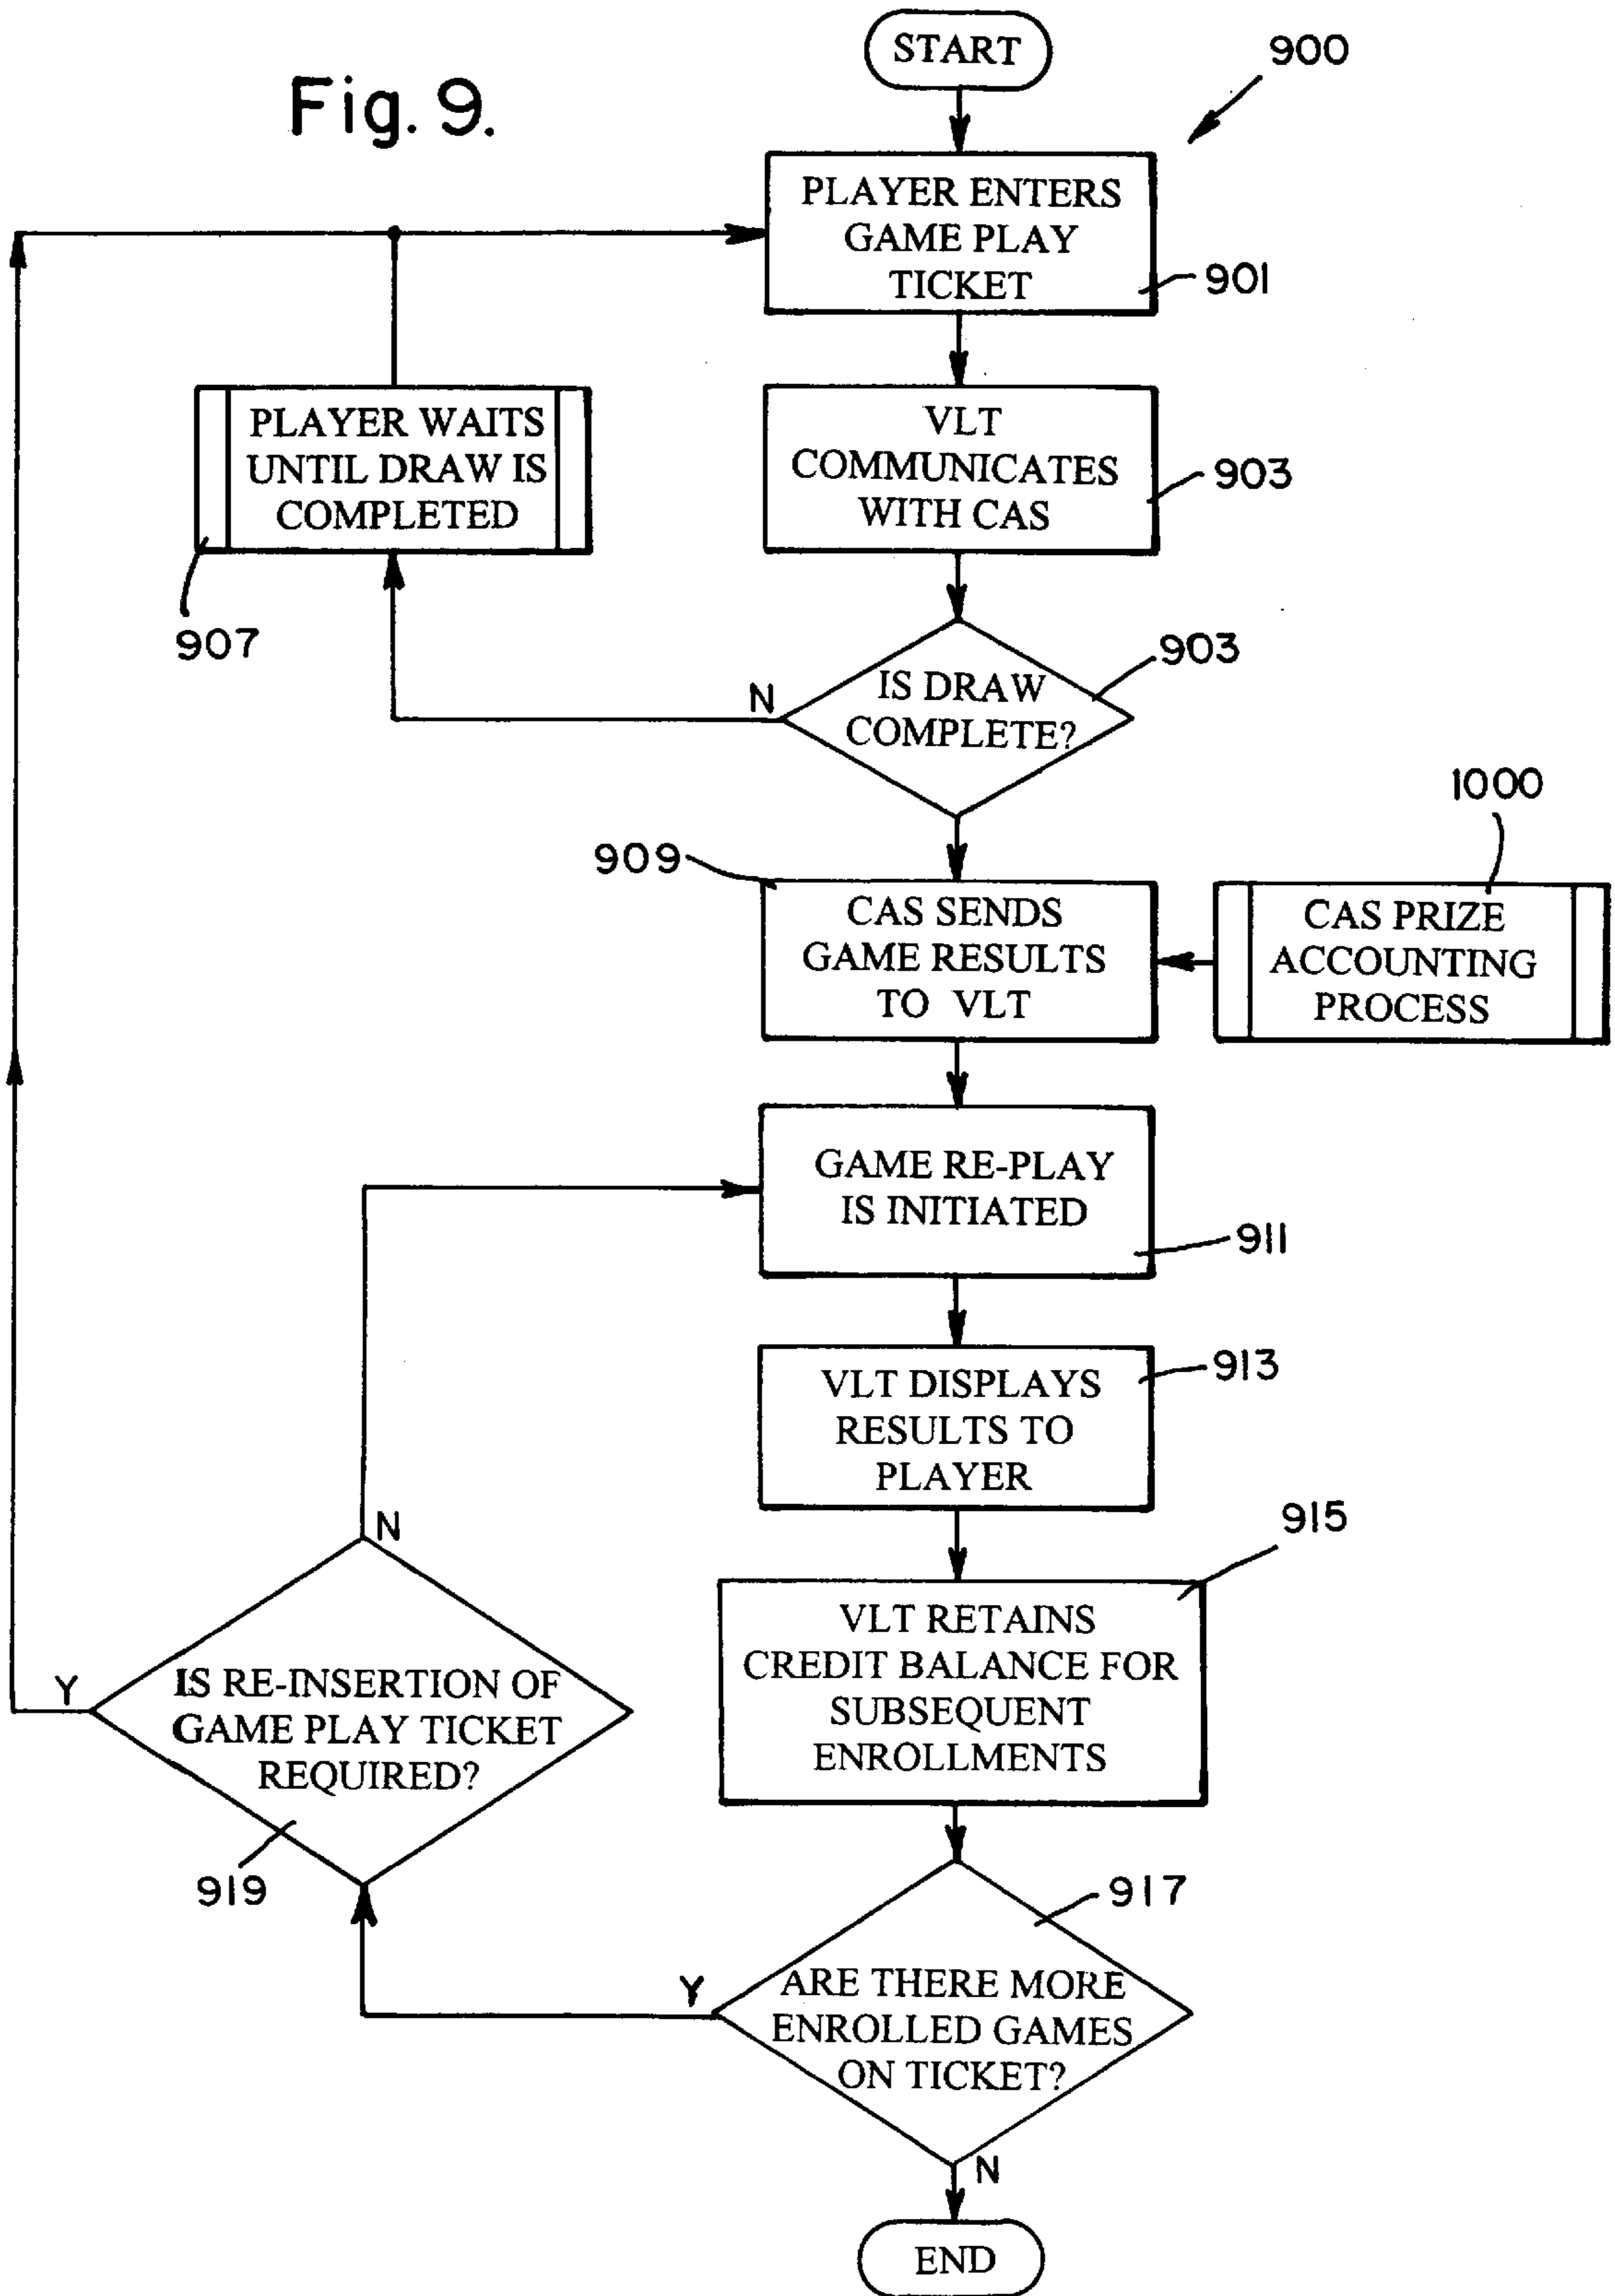 START
900
Fig. 9.
PLAYER ENTERS
GAME PLAY
TICKET
901
PLAYER WAITS
UNTIL DRAW IS
COMPLETED
907
VLT
COMMUNICATES
WITH CAS
903
IS DRAW
COMPLETE?
903
N
1000
909
CAS SENDS
GAME RESULTS
TO VLT
CAS PRIZE
ACCOUNTING
PROCESS
GAME RE-PLAY
IS INITIATED
911
VLT DISPLAYS
RESULTS TO
PLAYER
913
915
VLT RETAINS
CREDIT BALANCE FOR
SUBSEQUENT
ENROLLMENTS
N
Y
IS RE-INSERTION OF
GAME PLAY TICKET
REQUIRED?
919
917
Y
ARE THERE MORE
ENROLLED GAMES
ON TICKET?
N
END